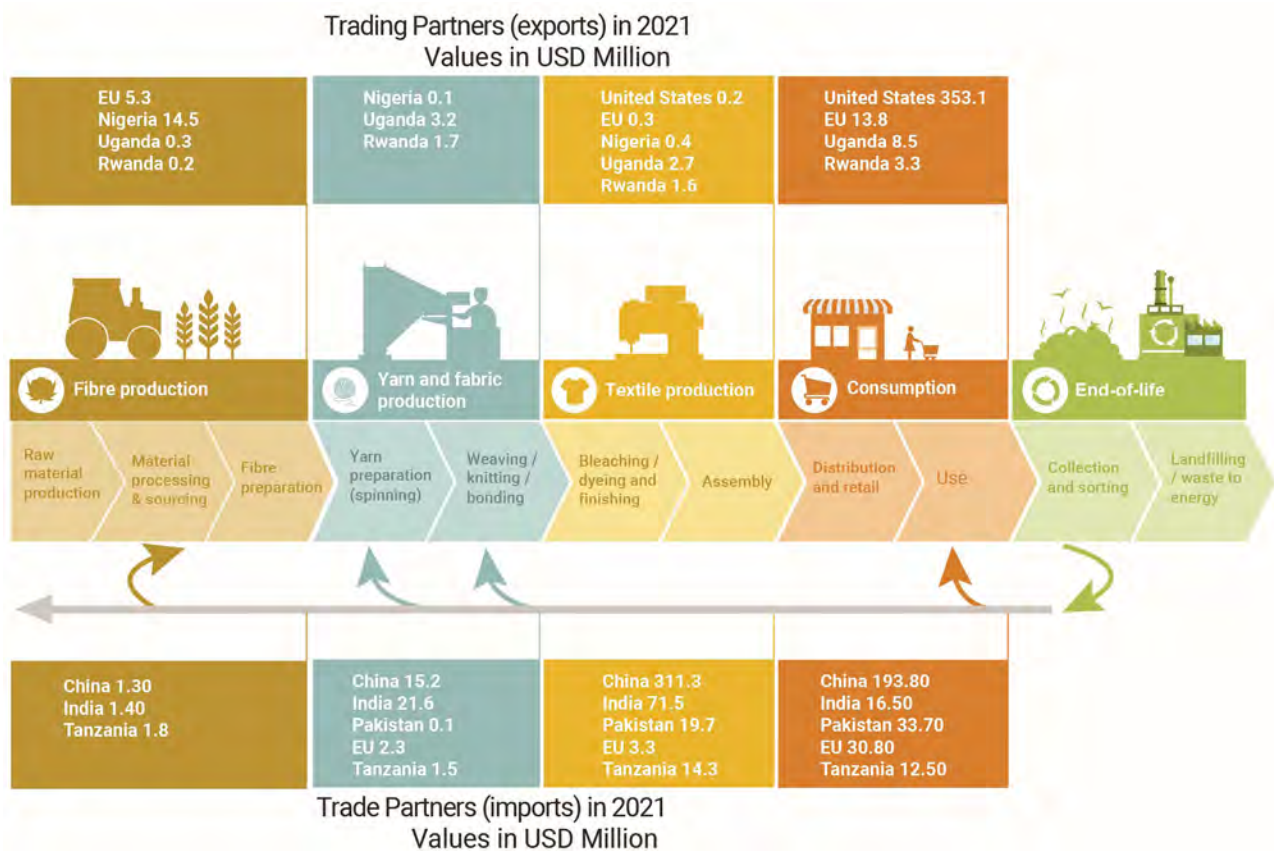 Trading Partners (exports) in 2021
Values in USD Million
EU 5.3
Nigeria 14.5
Uganda 0.3
Rwanda 0.2
Nigeria 0.1
Uganda 3.2
Rwanda 1.7
United States 0.2
EU 0.3
Nigeria 0.4
Uganda 2.7
Rwanda 1.6
United States 353.1
EU 13.8
Uganda 8.5
Rwanda 3.3
Fibre production
Yarn and fabric
production
Textile production
Consumption
End-of-life
Raw
material
production
Material
processing
& sourcing
Fibre
preparation
Yarn
preparation
(spinning)
Weaving /
knitting /
bonding
Bleaching /
dyeing and
finishing
Assembly
Distribution
and retail
Use
Collection
and sorting
Landfilling
/ waste to
energy
China 1.30
India 1.40
Tanzania 1.8
China 15.2
India 21.6
Pakistan 0.1
EU 2.3
Tanzania 1.5
China 311.3
India 71.5
Pakistan 19.7
EU 3.3
Tanzania 14.3
China 193.80
India 16.50
Pakistan 33.70
EU 30.80
Tanzania 12.50
Trade Partners (imports) in 2021
Values in USD Million